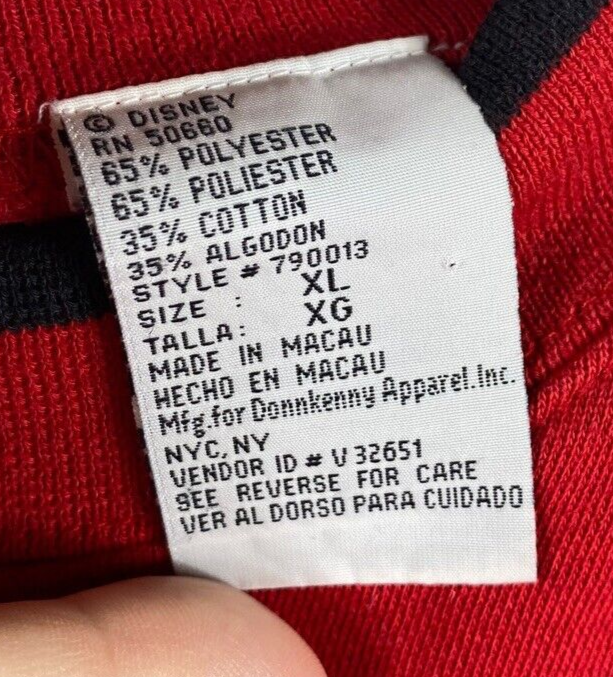 © DISNEY
RN 50660
65% POLYESTER
65% POLIESTER
35% COTTON
35% ALGODON
STYLE # 790013
SIZE : XL
TALLA: XG
MADE IN MACAU
HECHO EN MACAU
Mfg.for Donnkenny Apparel.Inc.
NYC, NY
VENDOR ID # V 32651
SEE REVERSE FOR CARE
VER AL DORSO PARA CUIDADO